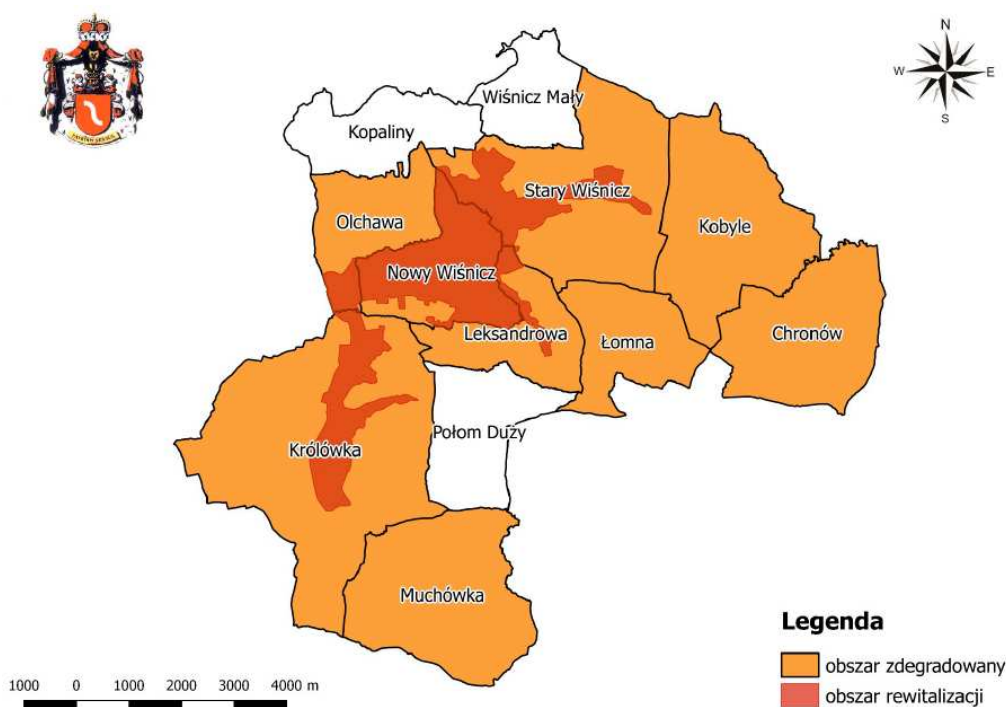 N
W E
S
Wiśnicz Mały
Kopaliny
Stary Wiśnicz
Olchawa
Kobyle
Nowy Wiśnicz
Leksandrowa
Łomna
Chronów
Połom Duży
Królówka
Muchówka
Legenda
obszar zdegradowany
obszar rewitalizacji
1000 0 1000 2000 3000 4000 m